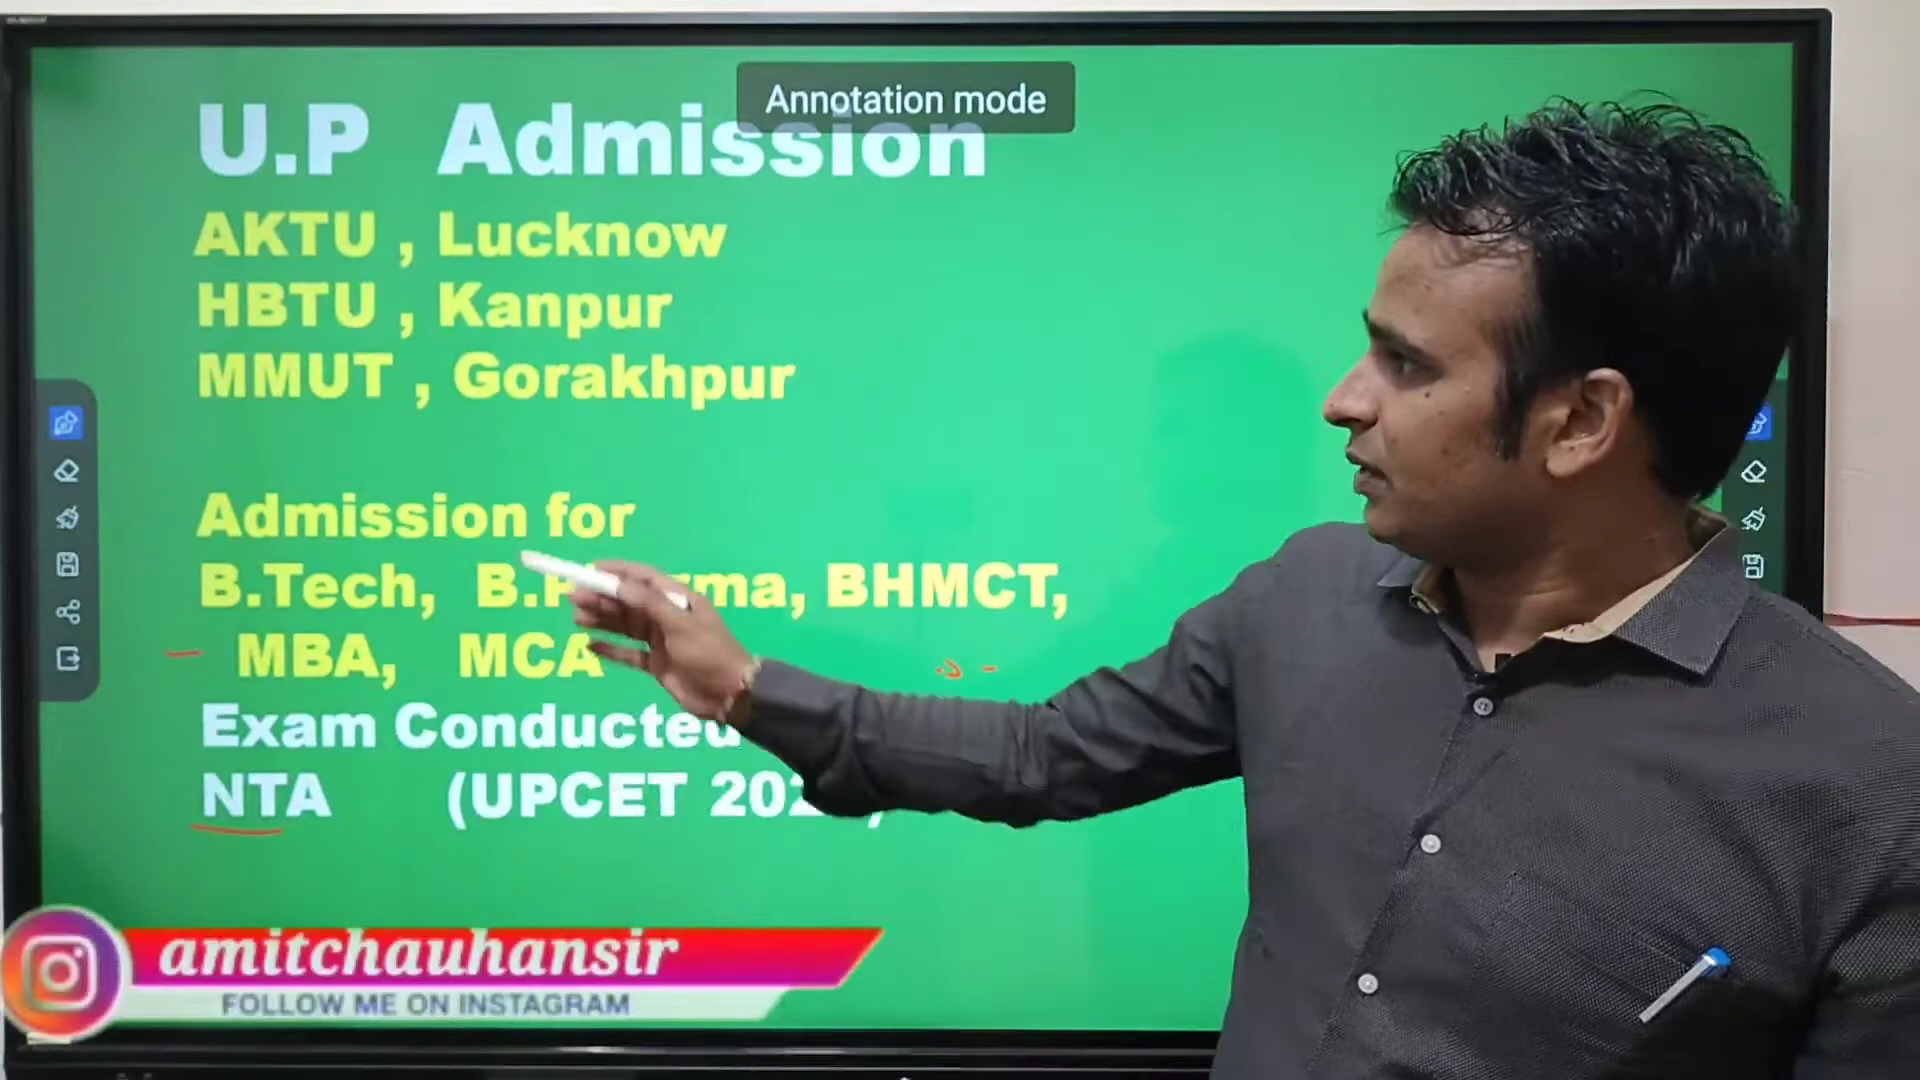 Annotation mode
U.P Admission
AKTU , Lucknow
HBTU , Kanpur
MMUT , Gorakhpur
Admission for
B.Tech, BHMCT,
MBA, MCA
Exam Conducted
NTA (UPCET
amitchauhansir
FOLLOW ME ON INSTAGRAM